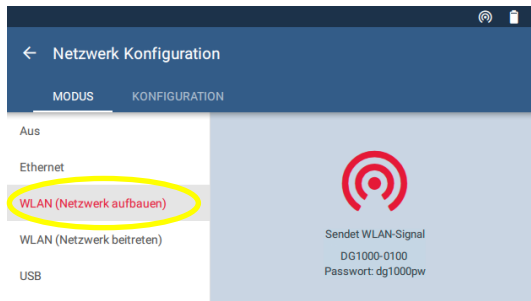 Netzwerk Konfiguration
MODUS KONFIGURATION
Aus
Ethernet
WLAN (Netzwerk aufbauen)
WLAN (Netzwerk beitreten)
USB
Sendet WLAN-Signal
DG1000-0100
Passwort: dg1000pw